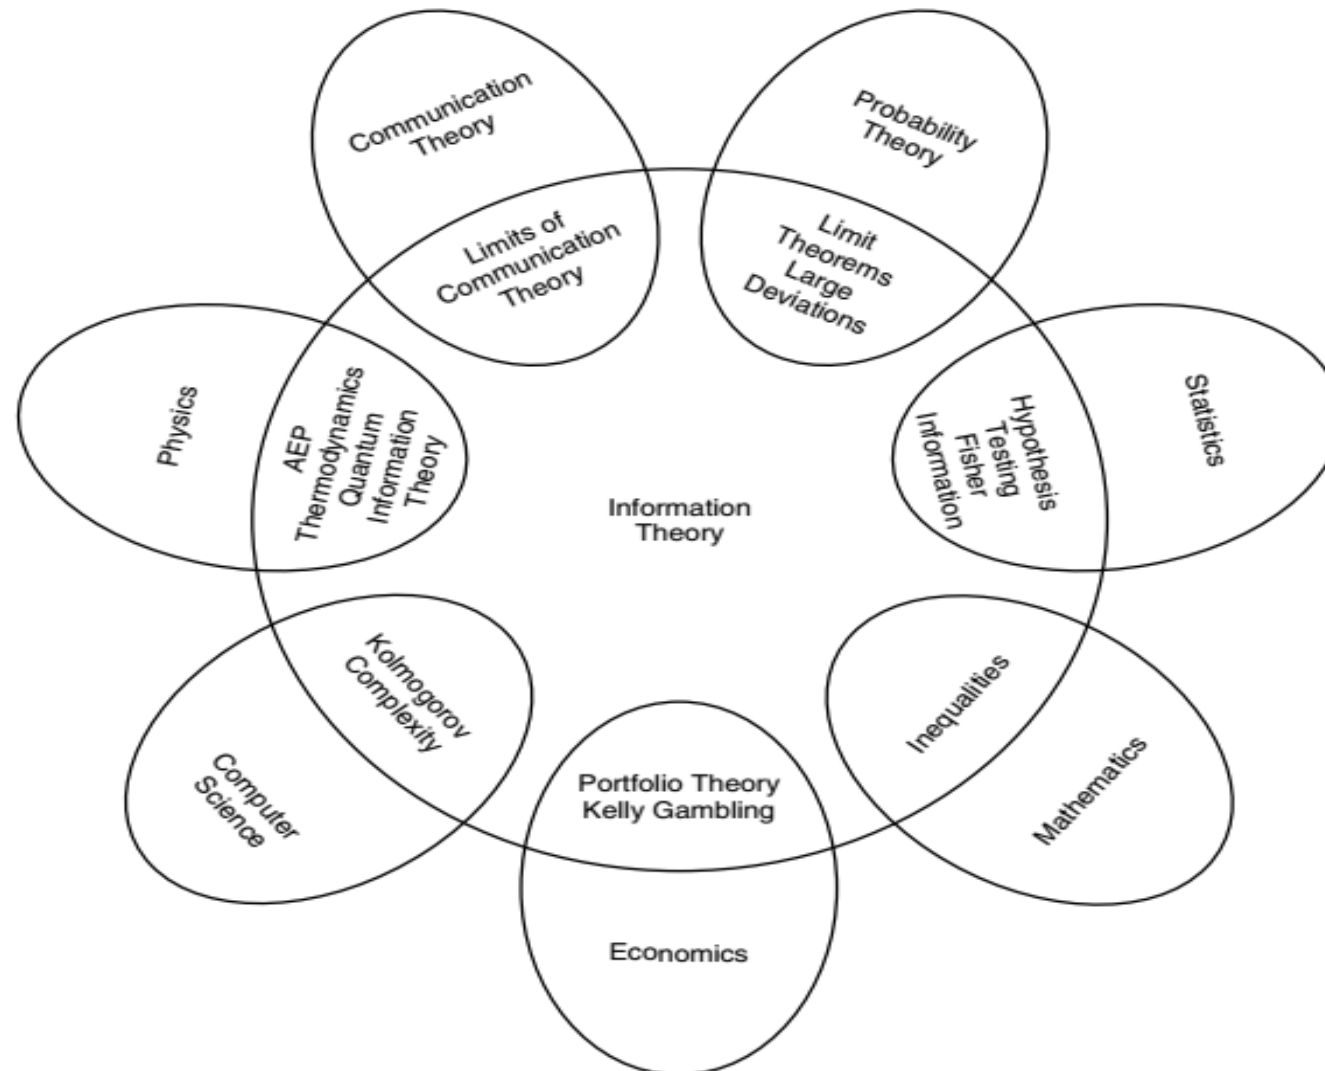 Communication
Theory
Probability
Theory
Limits of
Communication
Theory
Limit
Theorems
Large
Deviations
Physics
AEP
Thermodynamics
Quantum
Information
Theory
Hypothesis
Testing
Fisher
Information
Statistics
Information
Theory
Kolmogorov
Complexity
Computer
Science
Inequalities
Mathematics
Portfolio Theory
Kelly Gambling
Economics